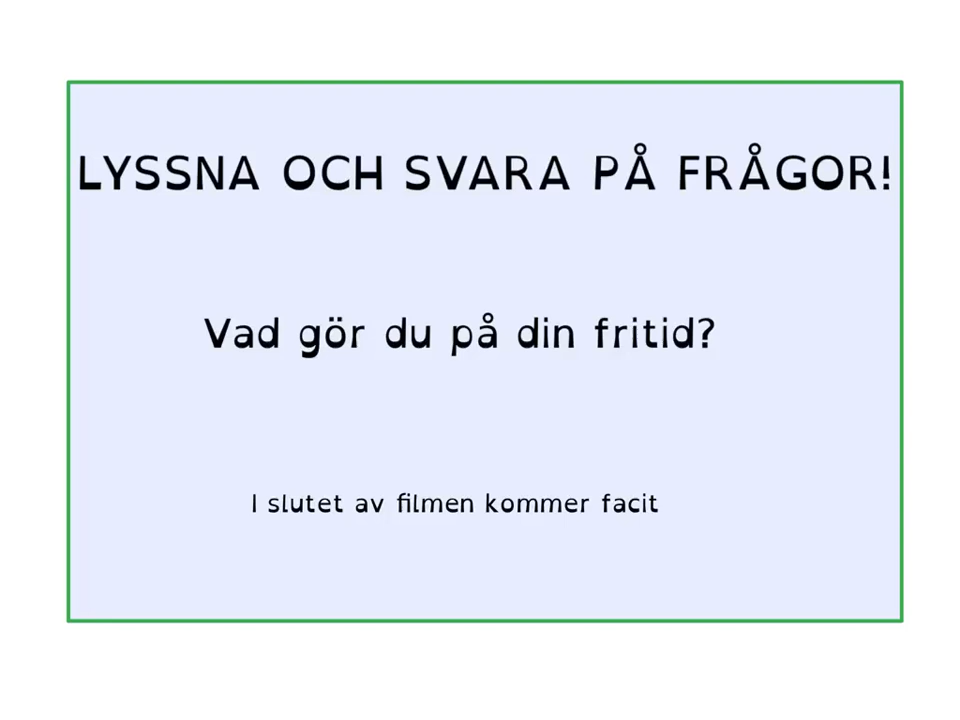 LYSSNA OCH SVARA PÅ FRÅGOR!
Vad gör du på din fritid?
I slutet av filmen kommer facit